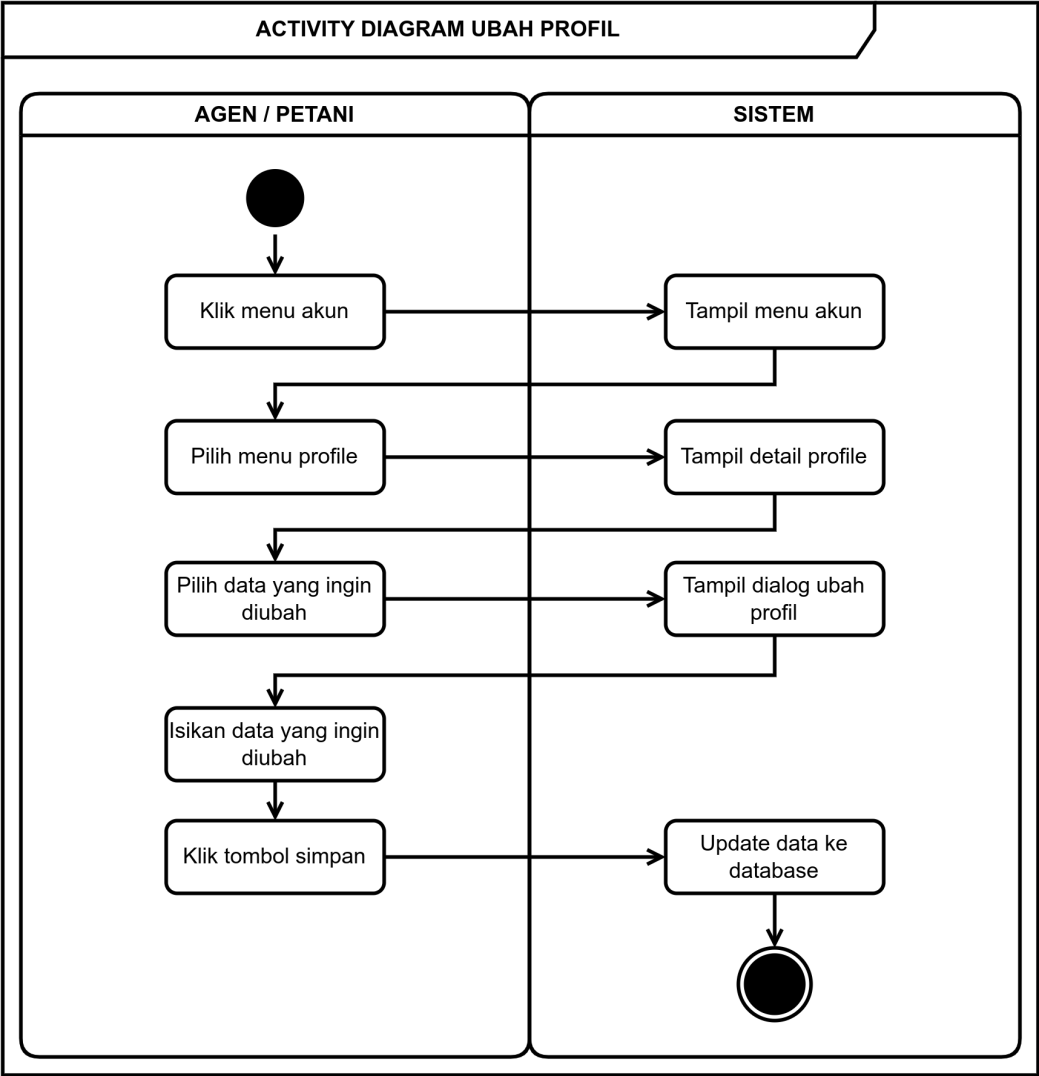 ACTIVITY DIAGRAM UBAH PROFIL
AGEN / PETANI
SISTEM
Klik menu akun
Tampil menu akun
Pilih menu profile
Tampil detail profile
Pilih data yang ingin
diubah
Tampil dialog ubah
profil
Isikan data yang ingin
diubah
Klik tombol simpan
Update data ke
database